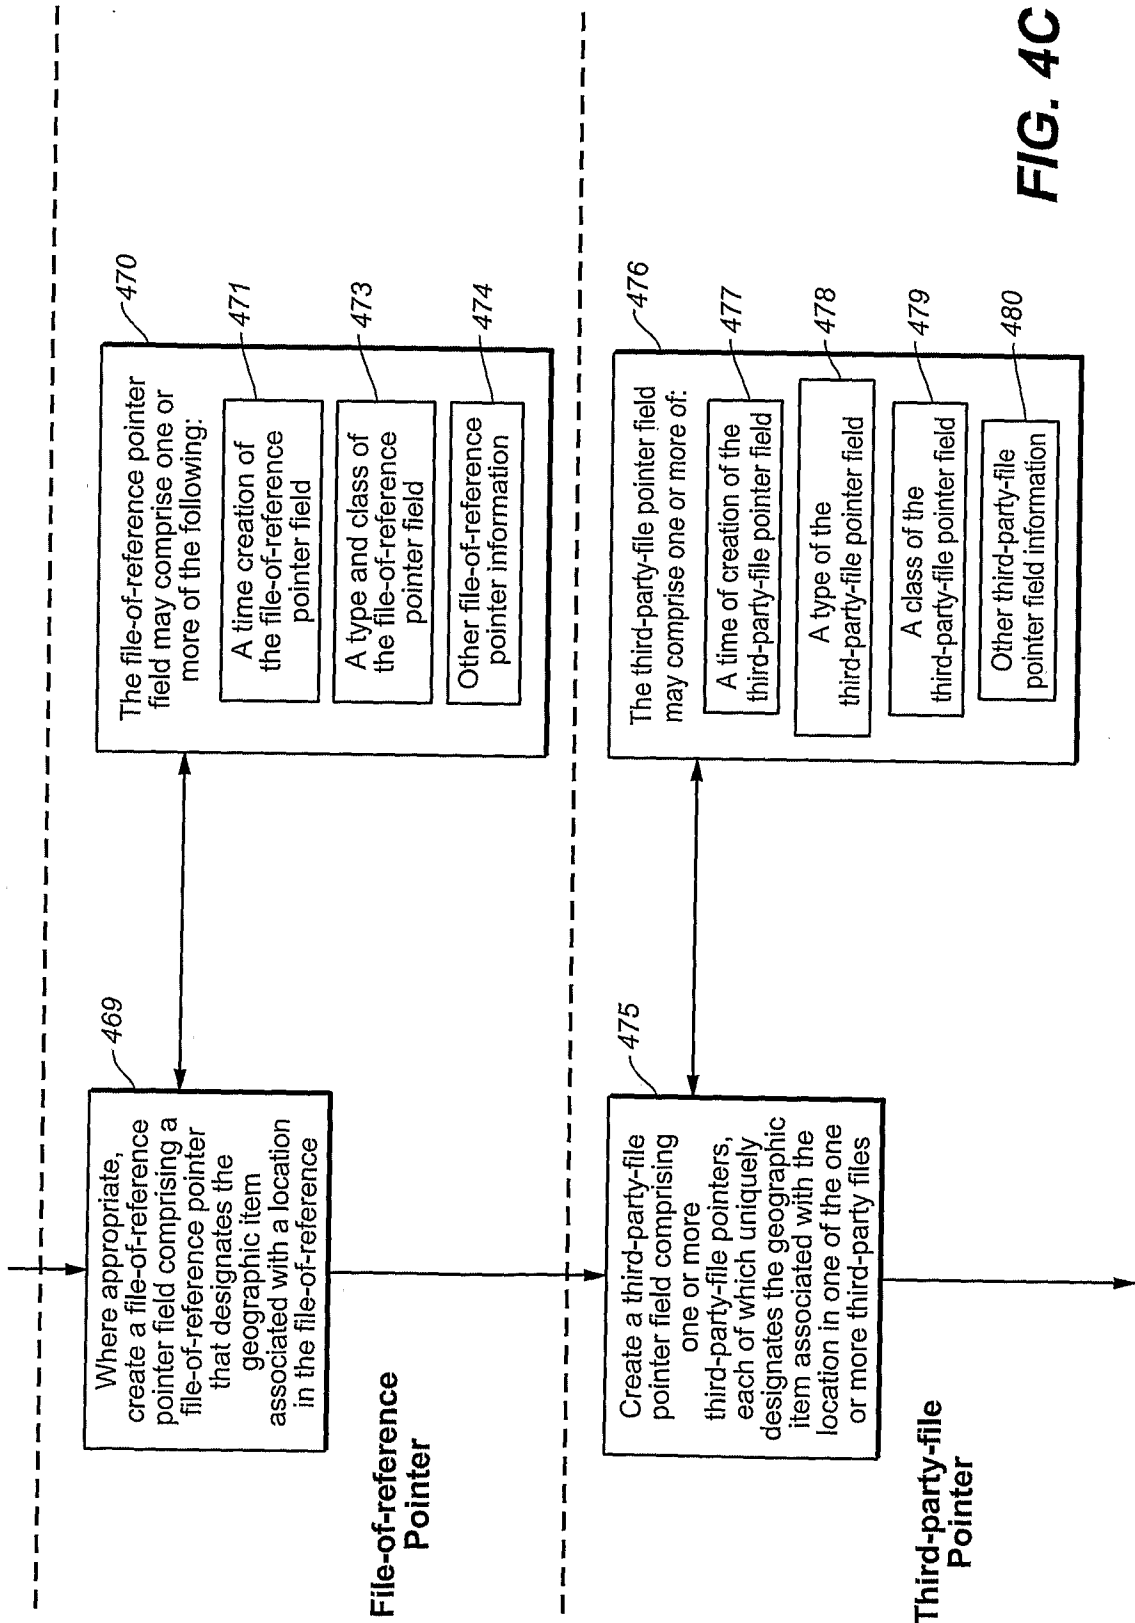 469
Where appropriate,
create a file-of-reference
pointer field comprising a
file-of-reference pointer
that designates the
geographic item
associated with a location
in the file-of-reference
File-of-reference
Pointer
470
The file-of-reference pointer
field may comprise one or
more of the following:
471
A time creation of
the file-of-reference
pointer field
473
A type and class of
the file-of-reference
pointer field
474
Other file-of-reference
pointer information
475
Create a third-party-file
pointer field comprising
one or more
third-party-file pointers,
each of which uniquely
designates the geographic
item associated with the
location in one of the one
or more third-party files
Third-party-file
Pointer
476
The third-party-file pointer field
may comprise one or more of:
477
A time of creation of the
third-party-file pointer field
478
A type of the
third-party-file pointer field
479
A class of the
third-party-file pointer field
480
Other third-party-file
pointer field information
FIG. 4C